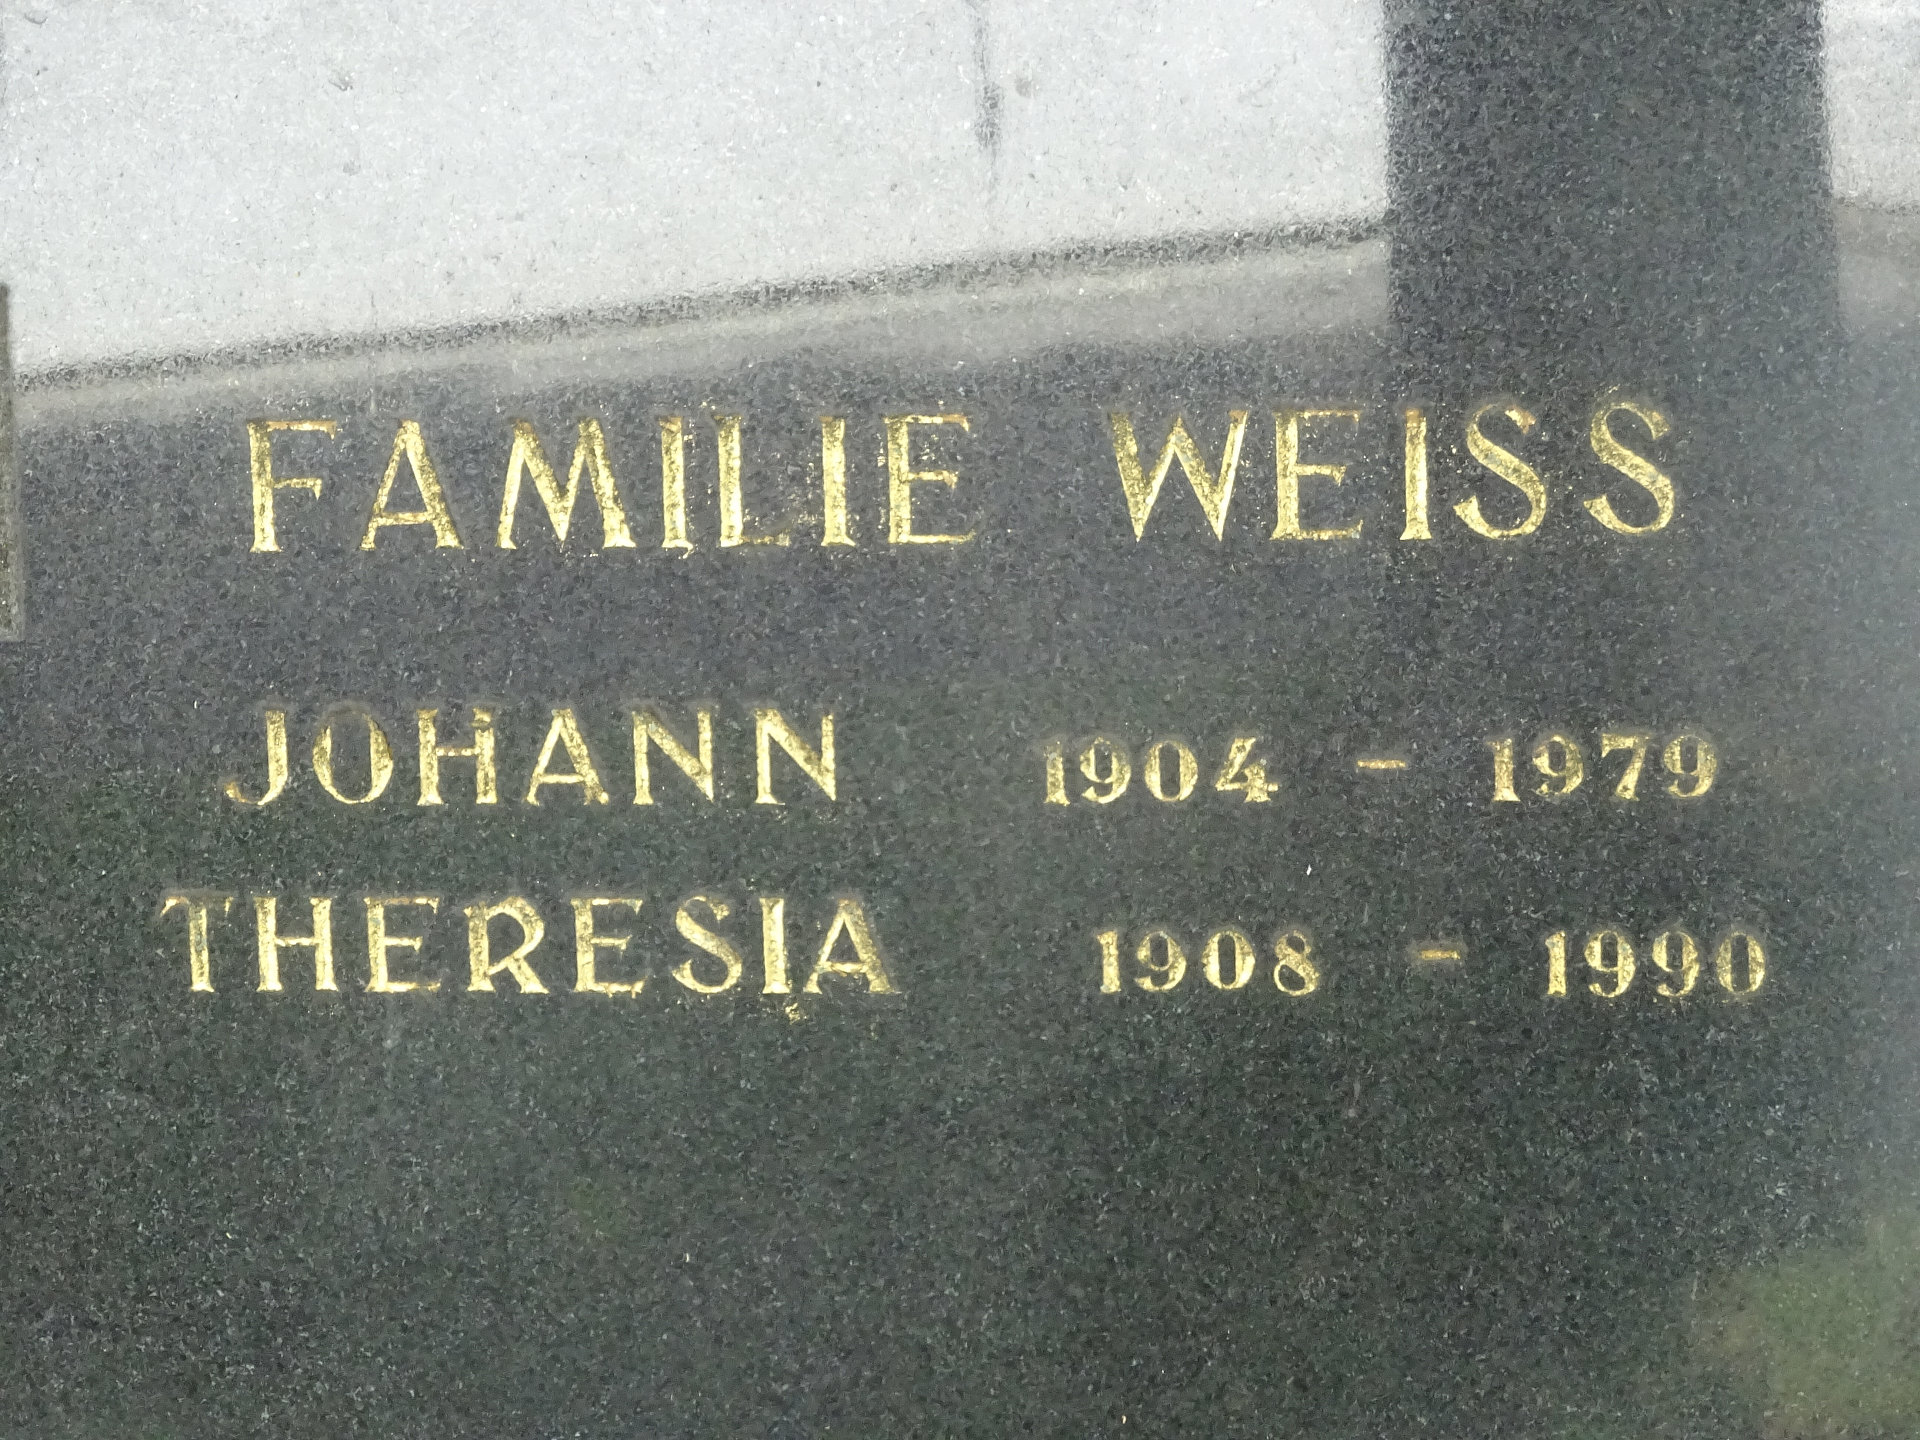 FAMILIE WEISS
JOHANN 1904 - 1979
THERESIA 1908 - 1990